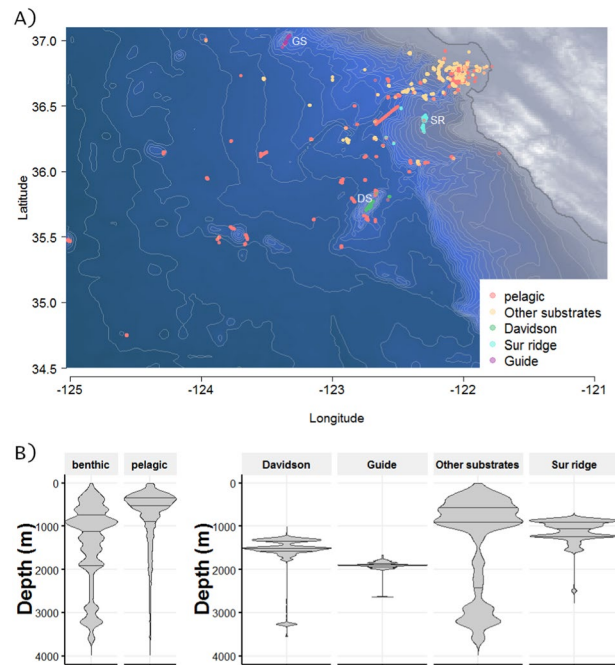 A)
37.0
36.5
36.0
35.5
35.0
34.5
Latitude
GS
SR
DS
pelagic
Other substrates
Davidson
Sur ridge
Guide
-125
-124
-123
-122
-121
Longitude
B)
benthic
pelagic
Davidson
Guide
Other substrates
Sur ridge
Depth (m)
0
1000
2000
3000
4000
Depth (m)
0
1000
2000
3000
4000